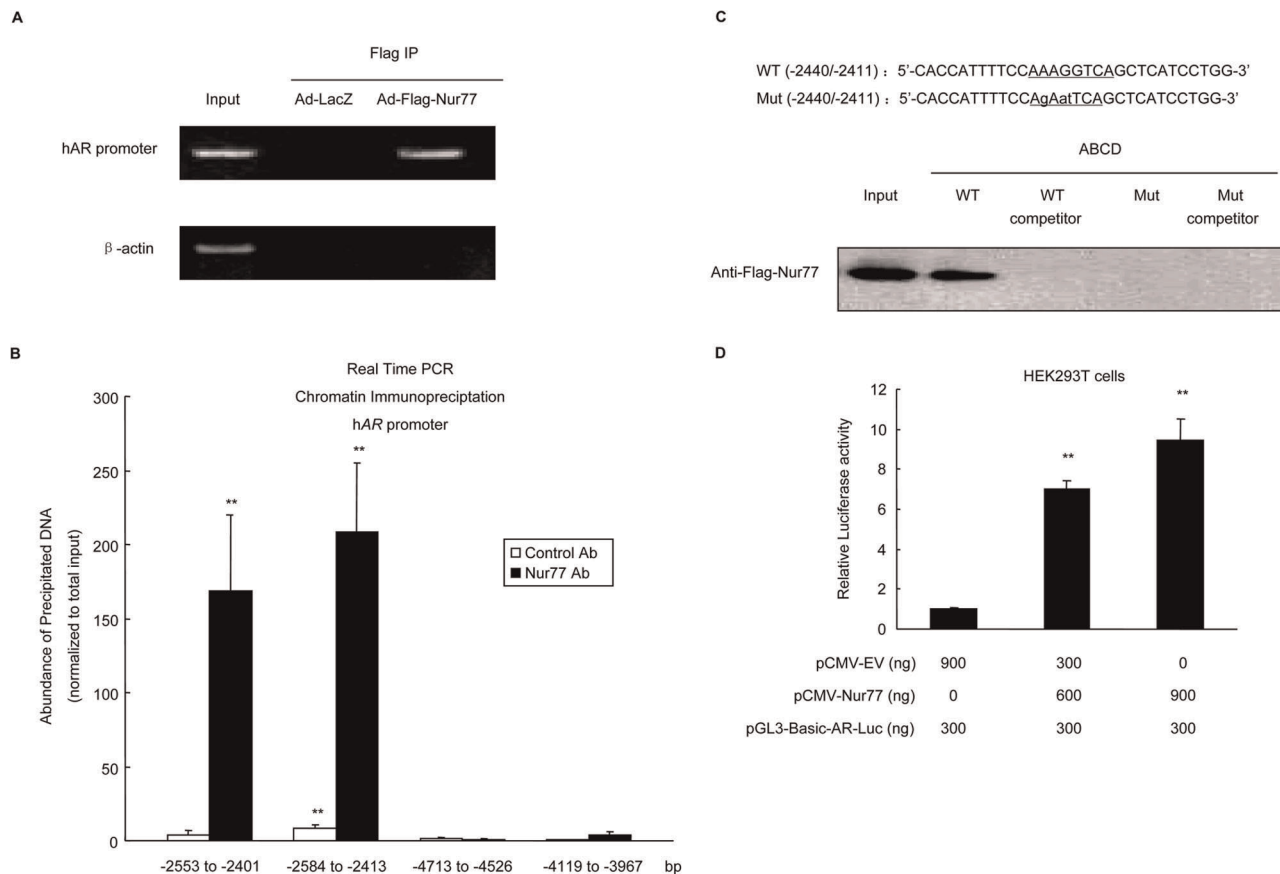 A
Flag IP
Input Ad-LacZ Ad-Flag-Nur77
hAR promoter
β-actin
B
Real Time PCR
Chromatin Immunopreciptation
hAR promoter
Abundance of Precipitated DNA
(normalized to total input)
300
250
200
150
100
50
0
**
**
**
Control Ab
Nur77 Ab
-2553 to -2401 -2584 to -2413 -4713 to -4526 -4119 to -3967 bp
C
WT (-2440/-2411) : 5'-CACCATTTTCCAAAGGTCAGCTCATCCTGG-3'
Mut (-2440/-2411) : 5'-CACCATTTTCCAgAatTCAGCTCATCCTGG-3'
ABCD
Input WT WT competitor Mut Mut competitor
Anti-Flag-Nur77
D
HEK293T cells
Relative Luciferase activity
12
10
8
6
4
2
0
**
**
pCMV-EV (ng) 900 300 0
pCMV-Nur77 (ng) 0 600 900
pGL3-Basic-AR-Luc (ng) 300 300 300